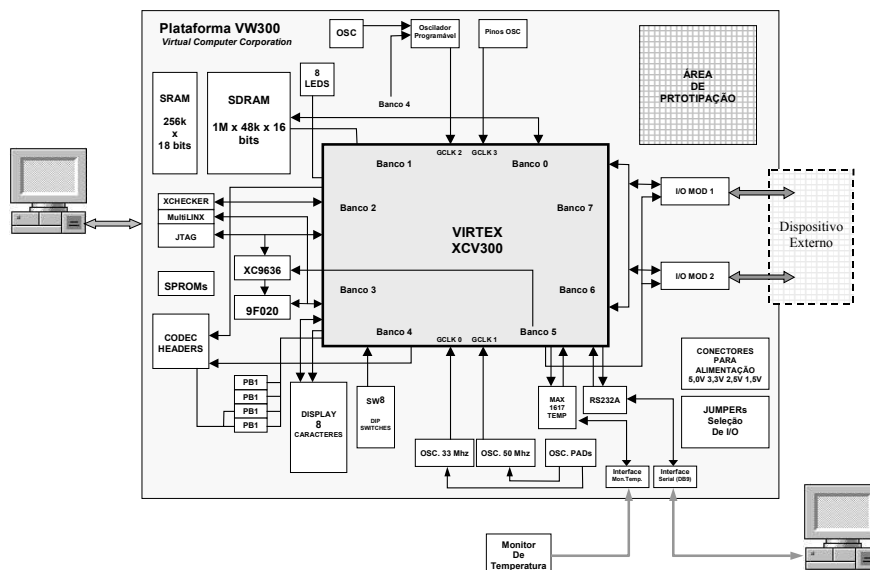 Plataforma VW300
Virtual Computer Corporation
OSC
Oscilador
Programável
Pinos OSC
8
LEDS
SRAM
256k
x
18 bits
SDRAM
1M x 48k x 16
bits
Banco 4
ÁREA
DE
PRTOTIPAÇÃO
Banco 1
GCLK 2
GCLK 3
Banco 0
XCHECKER
MultiLINX
JTAG
Banco 2
Banco 7
VIRTEX
XCV300
I/O MOD 1
Dispositivo
Externo
I/O MOD 2
XC9636
SPROMs
9F020
Banco 3
Banco 6
Banco 4
GCLK 0
GCLK 1
Banco 5
CODEC
HEADERS
PB1
PB1
PB1
PB1
DISPLAY
8
CARACTERES
SW8
DIP
SWITCHES
MAX
1617
TEMP
RS232A
CONECTORES
PARA
ALIMENTAÇÃO
5,0V 3,3V 2,5V 1,5V
JUMPERs
Seleção
De I/O
OSC. 33 Mhz
OSC. 50 Mhz
OSC. PADs
Interface
Mon.Temp.
Interface
Serial (DB9)
Monitor
De
Temperatura